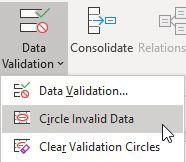 Data
Validation
Consolidate
Relations
Data Validation...
Circle Invalid Data
Clear Validation Circles